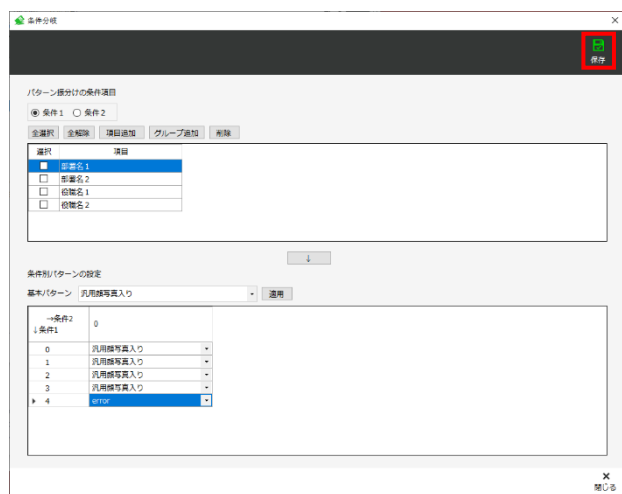 条件分岐
保存
パターン振分けの条件項目
条件1 条件2
全選択 全解除 項目追加 グループ追加 削除
選択 項目
部署名1
部署名2
役職名1
役職名2
↓
条件別パターンの設定
基本パターン 汎用顔写真入り 適用
→条件2
↓条件1
0
0 汎用顔写真入り
1 汎用顔写真入り
2 汎用顔写真入り
3 汎用顔写真入り
4 error
閉じる